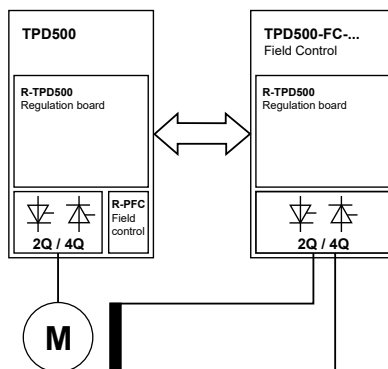 TPD500
R-TPD500
Regulation board
2Q / 4Q
R-PFC
Field
control
M
TPD500-FC-...
Field Control
R-TPD500
Regulation board
2Q / 4Q